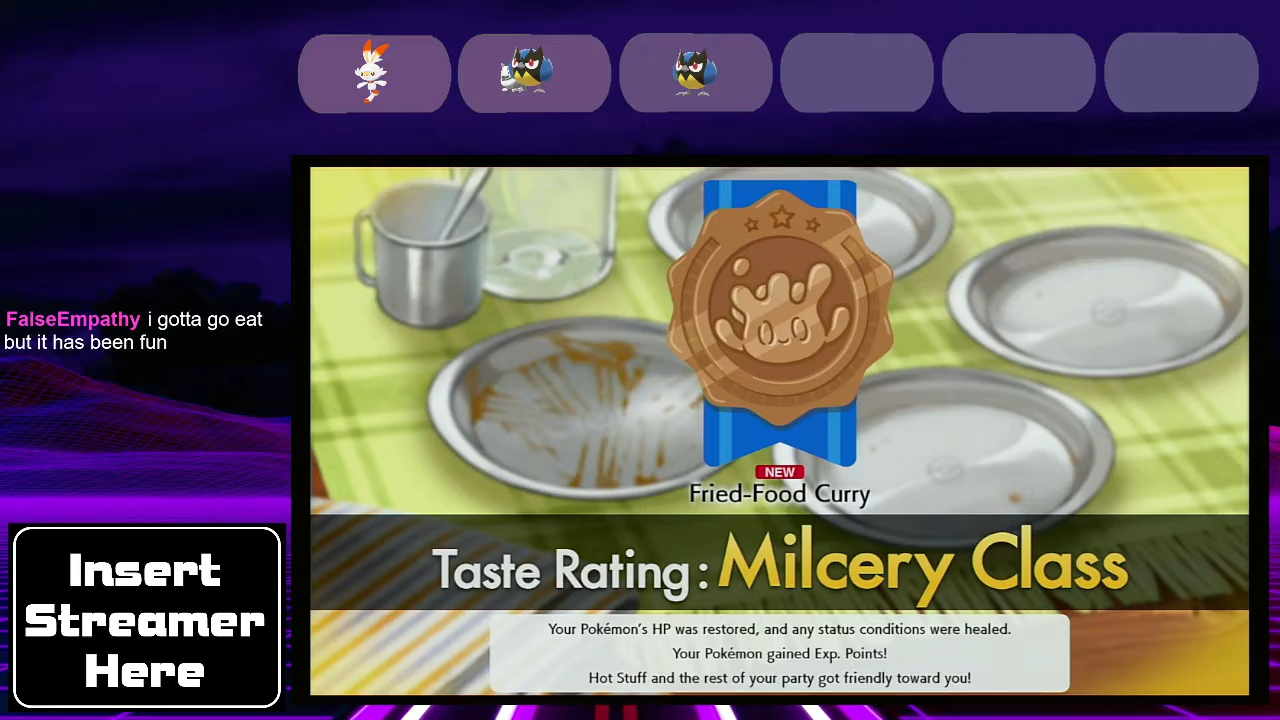 FalseEmpathy i gotta go eat
but it has been fun
NEW
Fried-Food Curry
Taste Rating: Milcery Class
Your Pokémon's HP was restored, and any status conditions were healed.
Your Pokémon gained Exp. Points!
Hot Stuff and the rest of your party got friendly toward you!
Insert
Streamer
Here